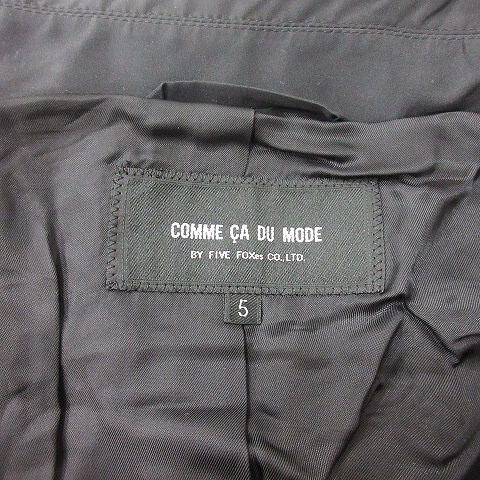 COMME ÇA DU MODE
BY FIVE FOXes CO., LTD.
5